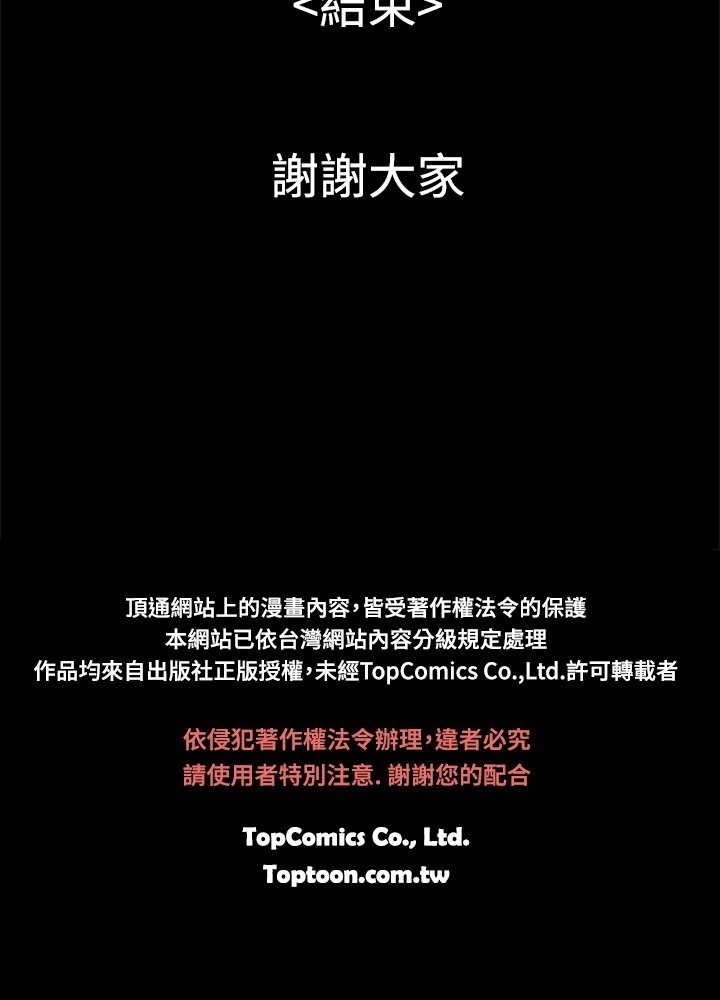 <結束>
謝謝大家
頂通網站上的漫畫內容，皆受著作權法令的保護
本網站已依台灣網站內容分級規定處理
作品均來自出版社正版授權，未經TopComics Co.,Ltd.許可轉載者
依侵犯著作權法令辦理，違者必究
請使用者特別注意. 謝謝您的配合
TopComics Co., Ltd.
Toptoon.com.tw